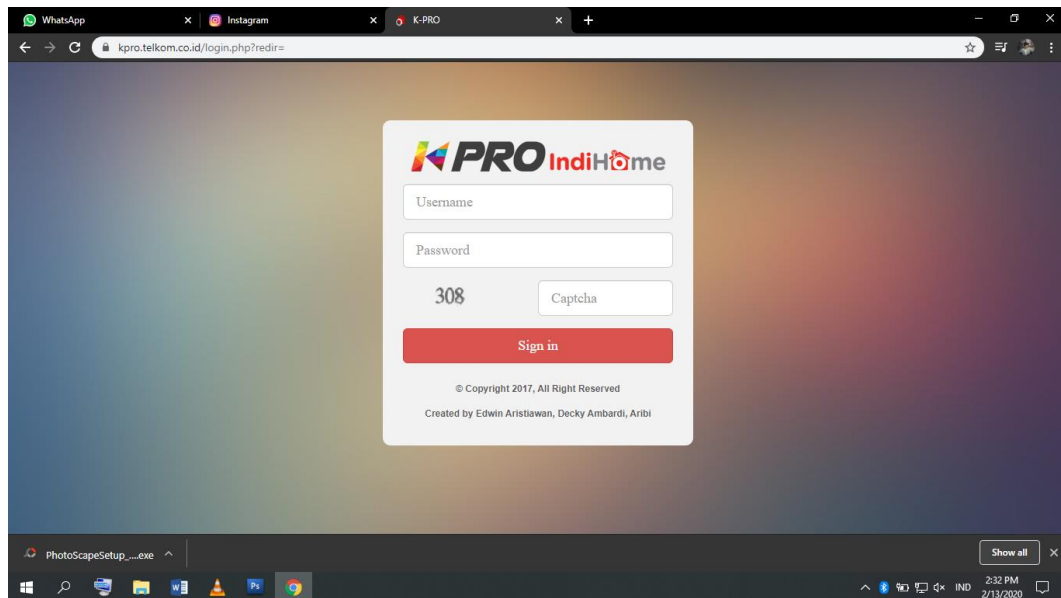 WhatsApp
Instagram
K-PRO
kpro.telkom.co.id/login.php?redir=
K PRO IndiHome
Username
Password
308
Captcha
Sign in
© Copyright 2017, All Right Reserved
Created by Edwin Aristiawan, Decky Ambardi, Aribi
PhotoScapeSetup_....exe
Show all
W
Ps
IND
2:32 PM
2/13/2020